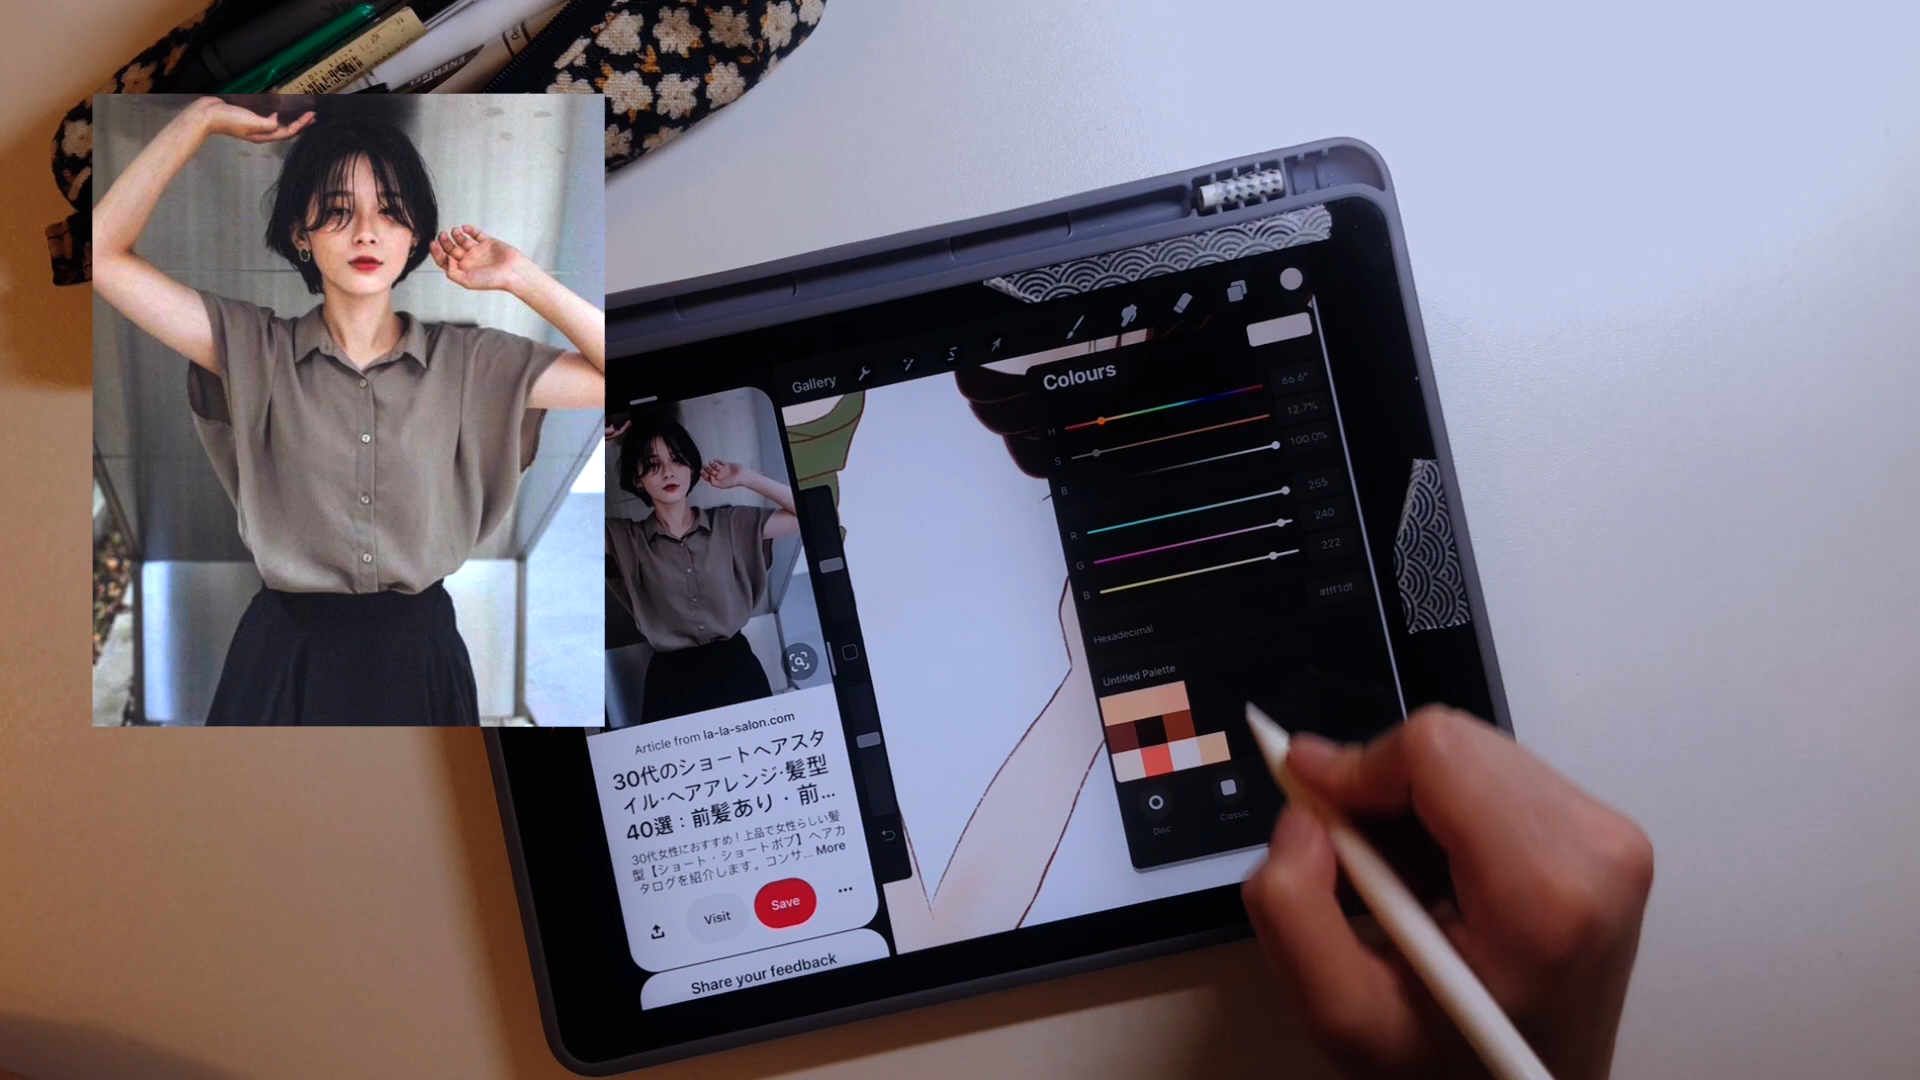 ENERGEL
&
Gallery
Colours
H
66.6°
S
12.7%
B
100.0%
R
255
G
240
B
222
#fff1df
Hexadecimal
Untitled Palette
Disc
Classic
Article from la-la-salon.com
30代のショートヘアスタ
イル・ヘアアレンジ・髪型
40選：前髪あり・前...
30代女性におすすめ！上品で女性らしい髪
型【ショート・ショートボブ】ヘアカ
タログを紹介します。コンサ... More
Visit
Save
Share your feedback